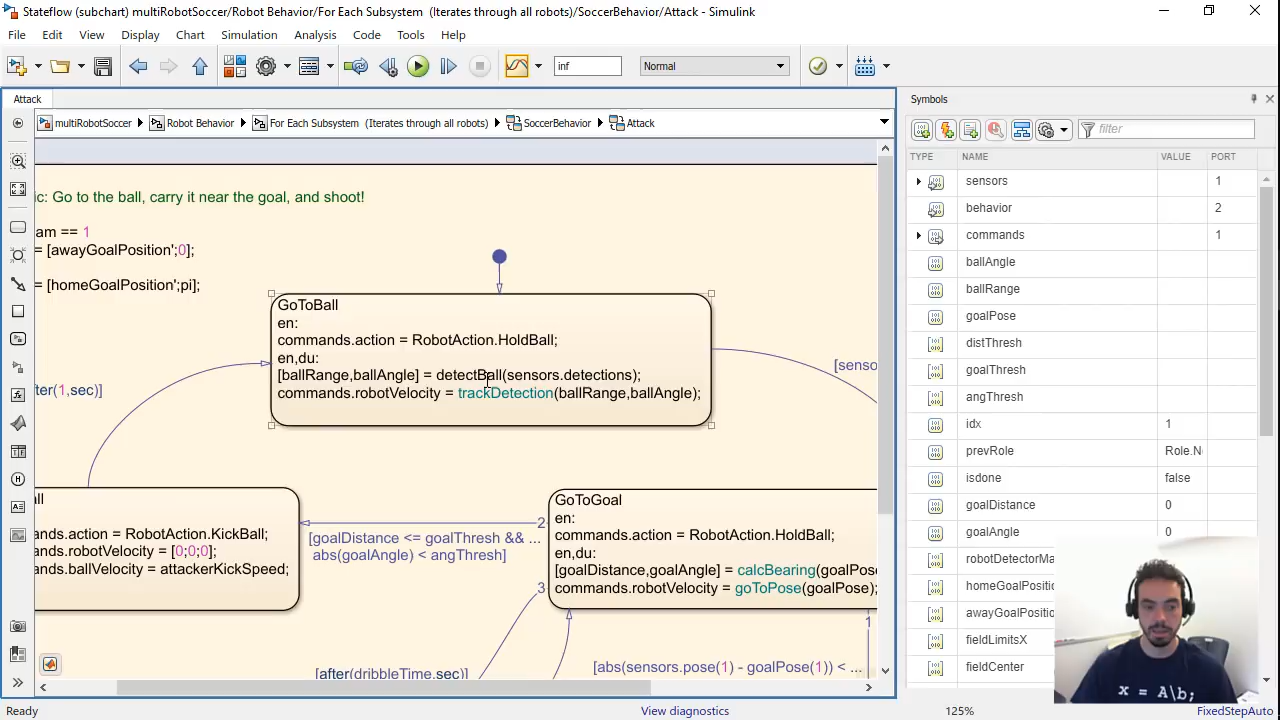 Stateflow (subchart) multiRobotSoccer/Robot Behavior/For Each Subsystem (Iterates through all robots)/SoccerBehavior/Attack - Simulink
File Edit View Display Chart Simulation Analysis Code Tools Help
inf Normal
Attack
multiRobotSoccer Robot Behavior For Each Subsystem (Iterates through all robots) SoccerBehavior Attack
ic: Go to the ball, carry it near the goal, and shoot!
am == 1
= [awayGoalPosition';0];
= [homeGoalPosition';pi];
GoToBall
en:
commands.action = RobotAction.HoldBall;
en,du:
[ballRange,ballAngle] = detectBall(sensors.detections);
commands.robotVelocity = trackDetection(ballRange,ballAngle);
[senso
fter(1,sec)]
all
ands.action = RobotAction.KickBall;
ands.robotVelocity = [0;0;0];
ands.ballVelocity = attackerKickSpeed;
2
[goalDistance <= goalThresh && ...
abs(goalAngle) < angThresh]
3
GoToGoal
en:
commands.action = RobotAction.HoldBall;
en,du:
[goalDistance,goalAngle] = calcBearing(goalPose
commands.robotVelocity = goToPose(goalPose);
1
[after(dribbleTime,sec)]
[abs(sensors.pose(1) - goalPose(1)) < ...
Symbols
filter
TYPE NAME VALUE PORT
sensors 1
behavior 2
commands 1
ballAngle
ballRange
goalPose
distThresh
goalThresh
angThresh
idx 1
prevRole Role.N
isdone false
goalDistance 0
goalAngle 0
robotDetectorMa
homeGoalPositio
awayGoalPositio
fieldLimitsX
fieldCenter
x = A\b;
Ready View diagnostics 125% FixedStepAuto